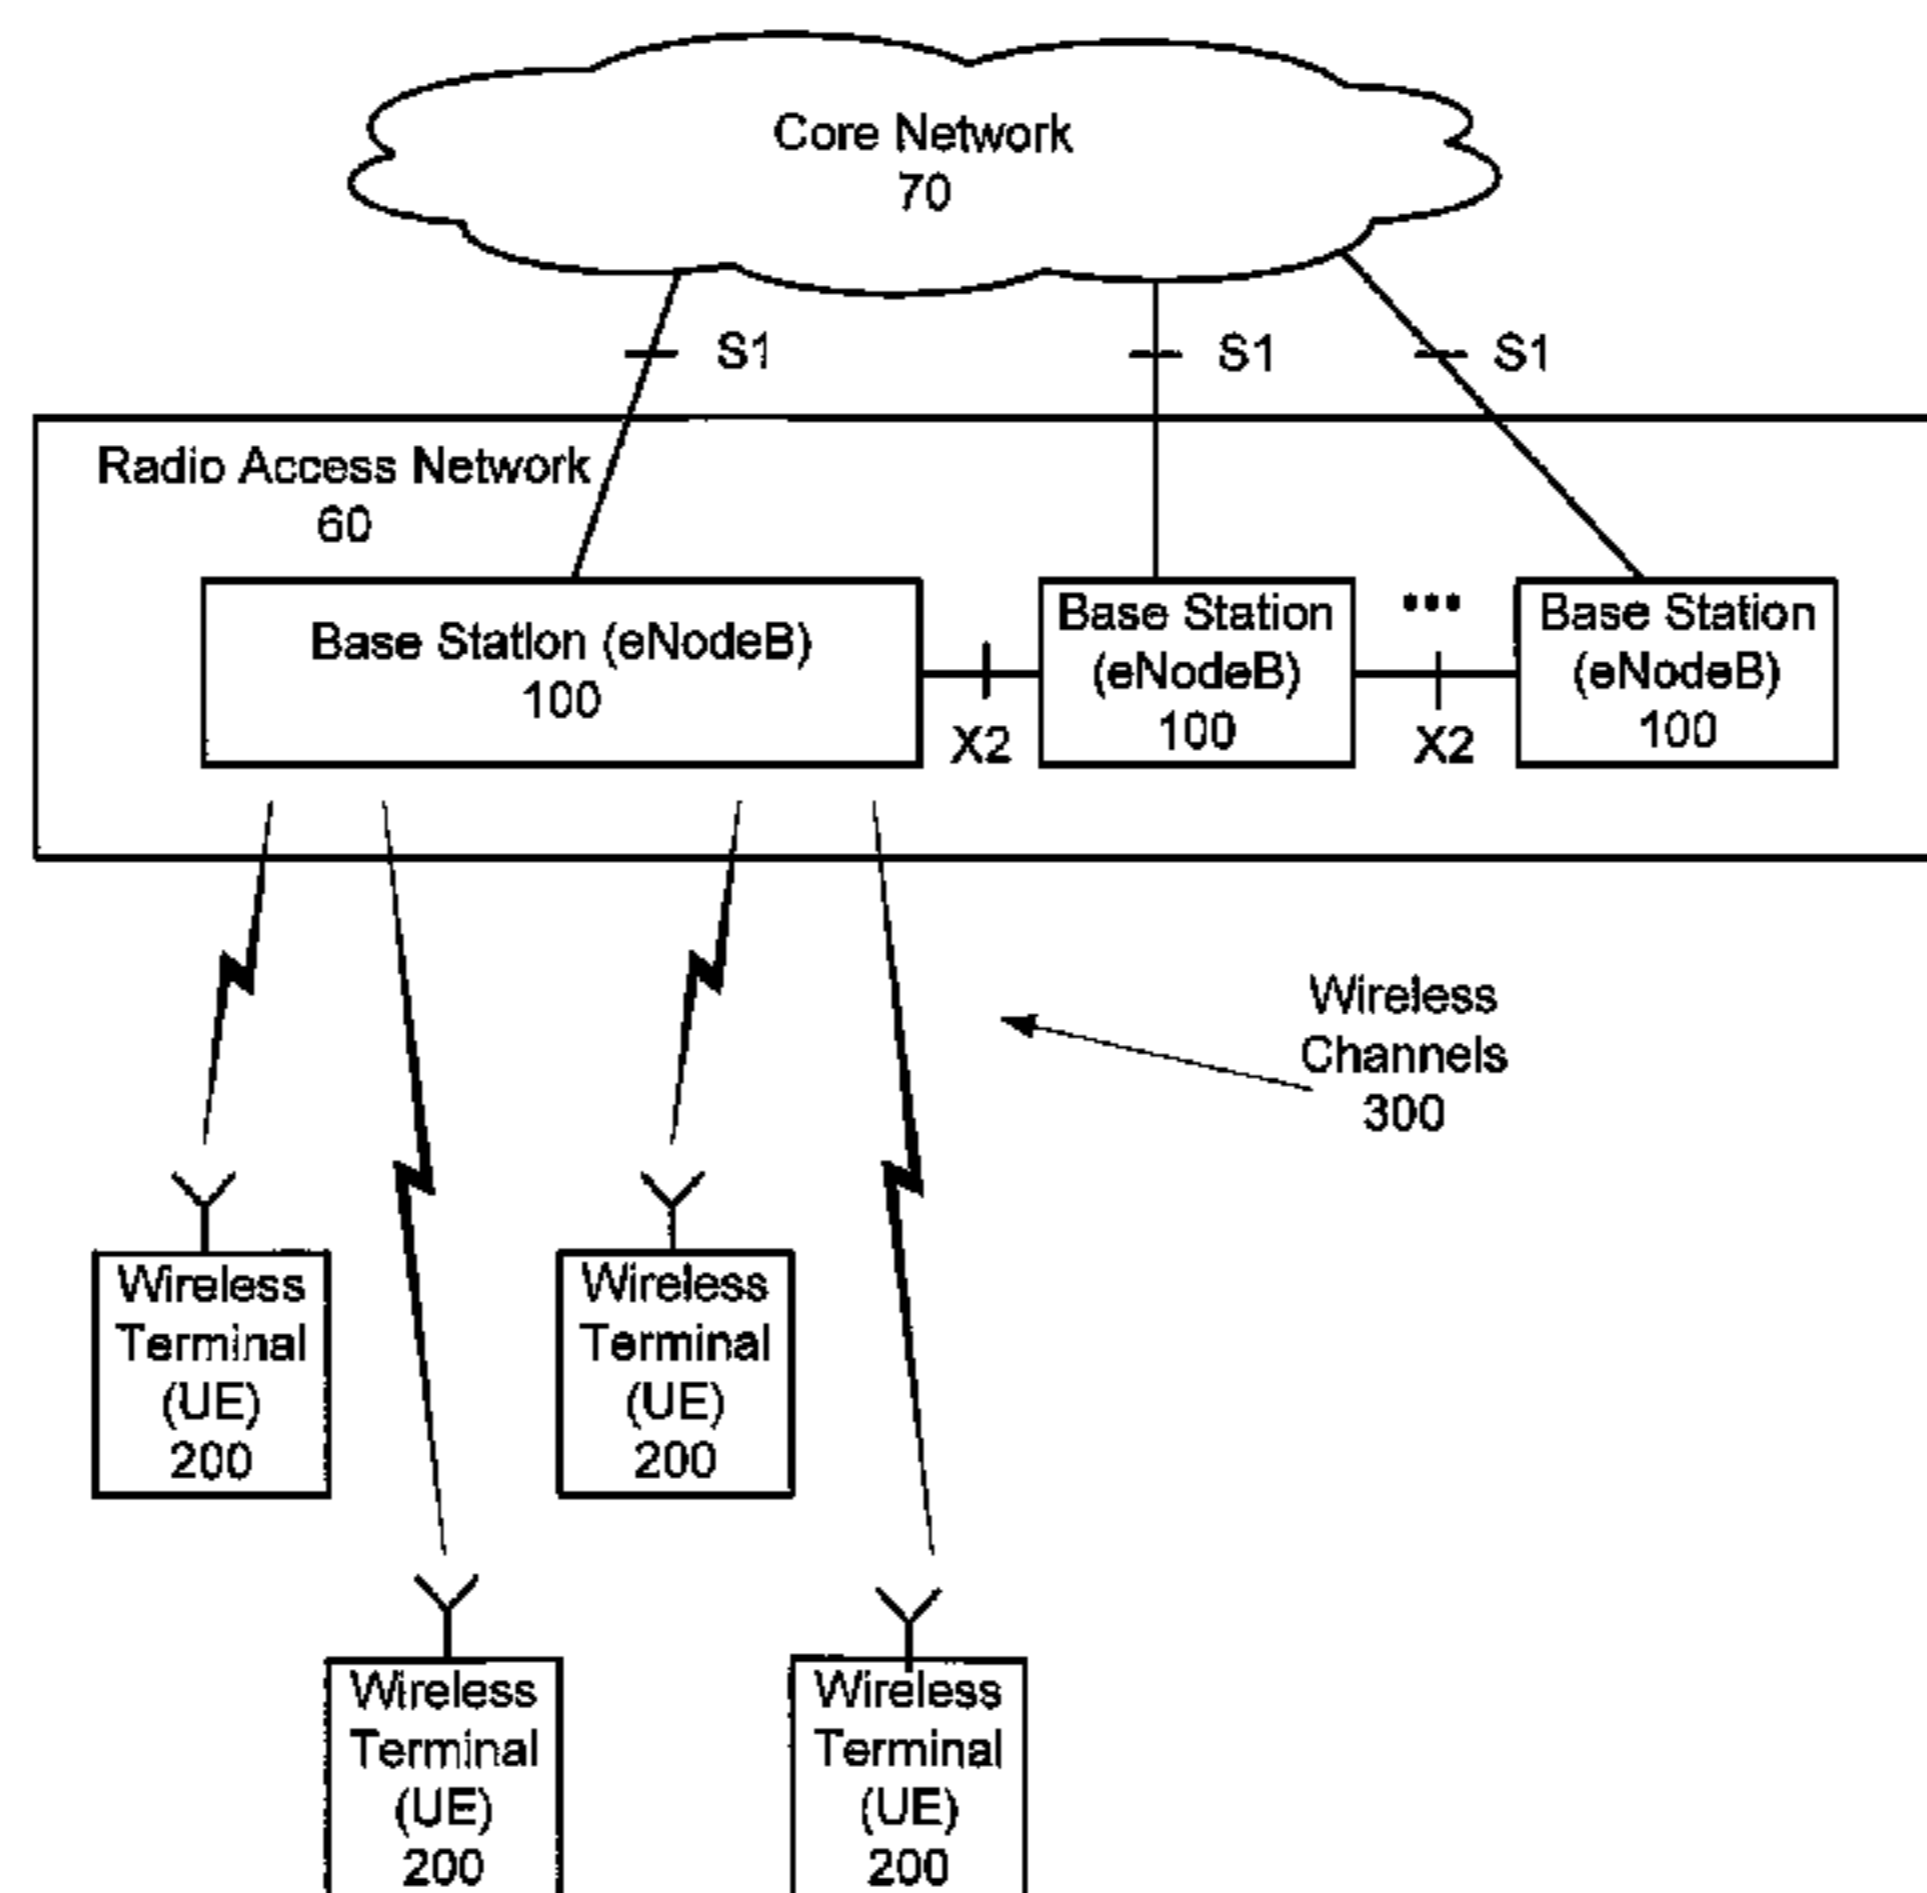 Core Network
70
S1
S1
S1
Radio Access Network
60
Base Station (eNodeB)
100
X2
Base Station
(eNodeB)
100
•••
X2
Base Station
(eNodeB)
100
Wireless
Channels
300
Wireless
Terminal
(UE)
200
Wireless
Terminal
(UE)
200
Wireless
Terminal
(UE)
200
Wireless
Terminal
(UE)
200